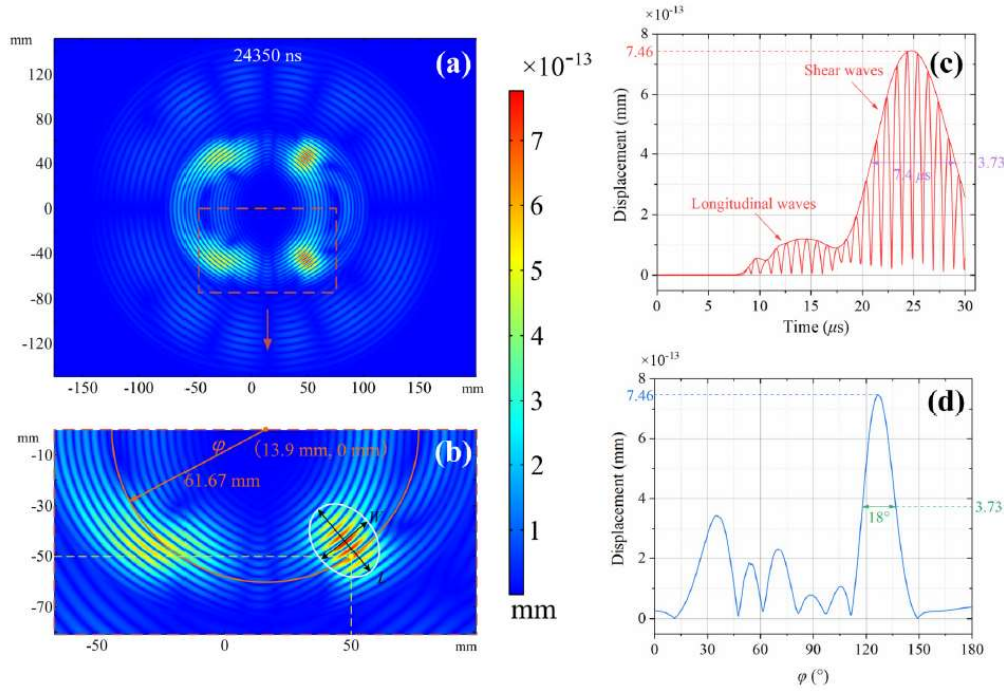 mm
24350 ns
(a)
120
80
40
0
-40
-80
-120
-150 -100 -50 0 50 100 150 mm
×10⁻¹³
7
6
5
4
3
2
1
mm
mm
-10
-30
-50
-70
φ
(13.9 mm, 0 mm)
(b)
61.67 mm
W
L
-50 0 50 mm
×10⁻¹³
8
7.46
(c)
Shear waves
6
4
3.73
7.4 μs
Longitudinal waves
2
0
Displacement (mm)
0 5 10 15 20 25 30
Time (μs)
×10⁻¹³
8
7.46
(d)
6
4
3.73
18°
2
0
Displacement (mm)
0 30 60 90 120 150 180
φ (°)